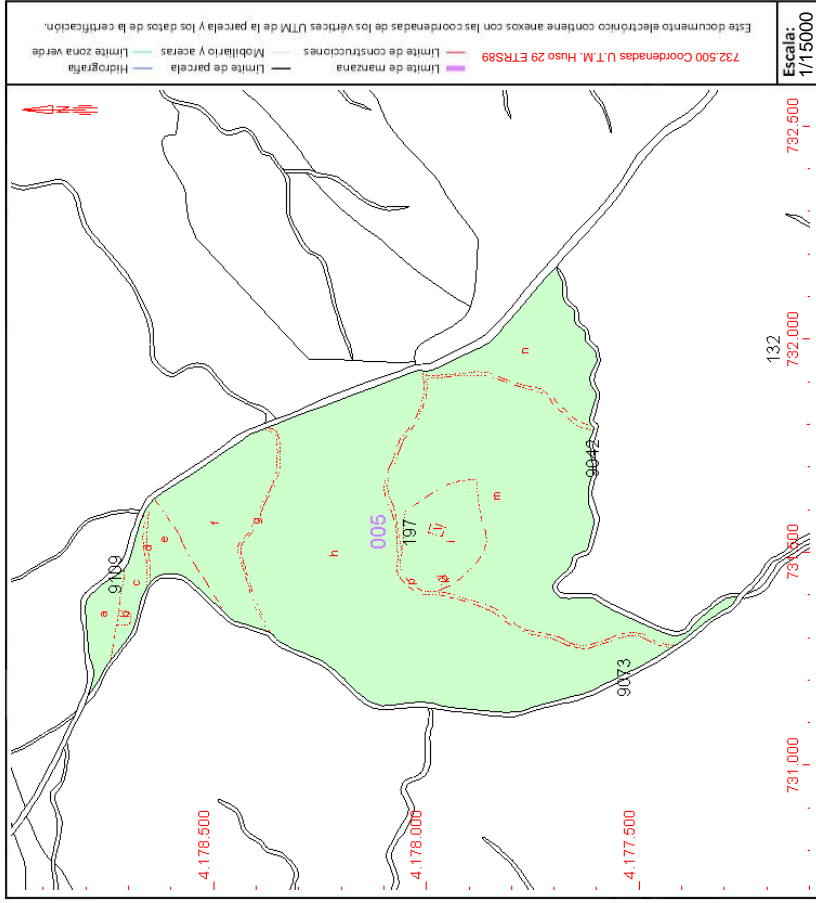 Este documento electrónico contiene anexos con las coordenadas de los vértices UTM de la parcela y los datos de la certificación.
732.500 Coordenadas U.T.M. Huso 29 ETRS89
Límite de manzana
Límite de construcciones
Límite de parcela
Mobiliario y aceras
Hidrografía
Límite zona verde
Escala:
1/15000
732.500
732.000
731.500
731.000
4.178.500
4.178.000
4.177.500
132
9109
9042
9073
005
197
a
b
c
d
e
f
g
h
i
m
n